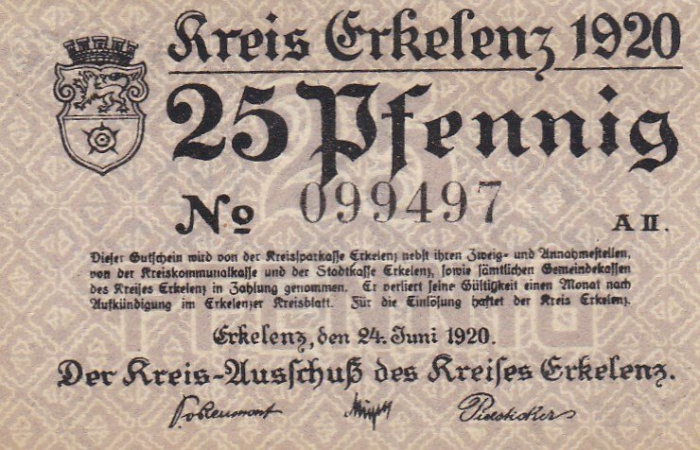 Kreis Erkelenz 1920
25 Pfennig
No 099497 A II.
Dieser Gutschein wird von der Kreissparkasse Erkelenz nebst ihren Zweig- und Annahmestellen,
von der Kreiskommunalkasse und der Stadtkasse Erkelenz, sowie sämtlichen Gemeindekassen
des Kreises Erkelenz in Zahlung genommen. Er verliert seine Gültigkeit einen Monat nach
Aufkündigung im Erkelenzer Kreisblatt. Für die Einlösung haftet der Kreis Erkelenz.
Erkelenz, den 24. Juni 1920.
Der Kreis-Ausschuß des Kreises Erkelenz.